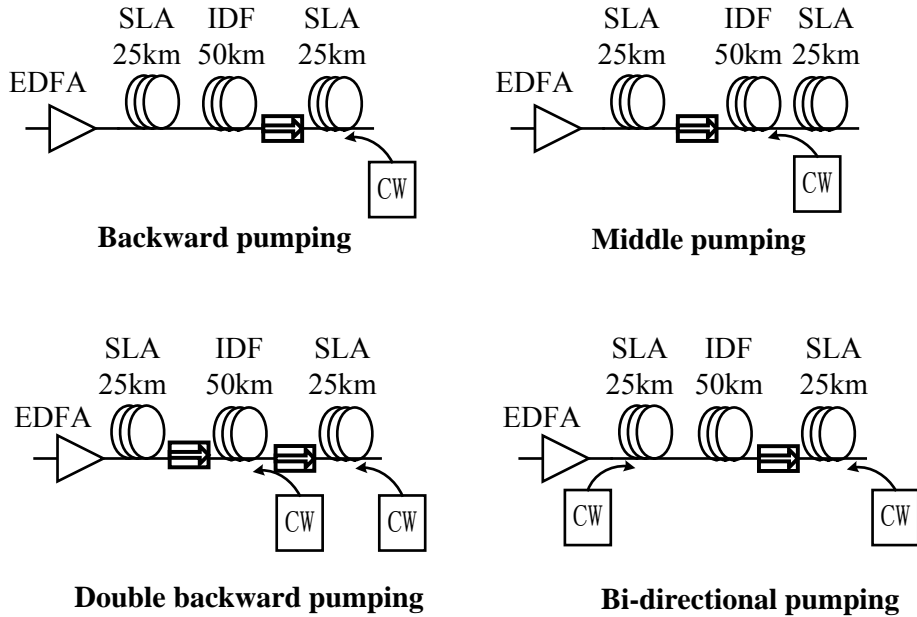 SLA IDF SLA
25km 50km 25km
EDFA
CW
Backward pumping
SLA IDF SLA
25km 50km 25km
EDFA
CW
Middle pumping
SLA IDF SLA
25km 50km 25km
EDFA
CW CW
Double backward pumping
SLA IDF SLA
25km 50km 25km
EDFA
CW CW
Bi-directional pumping